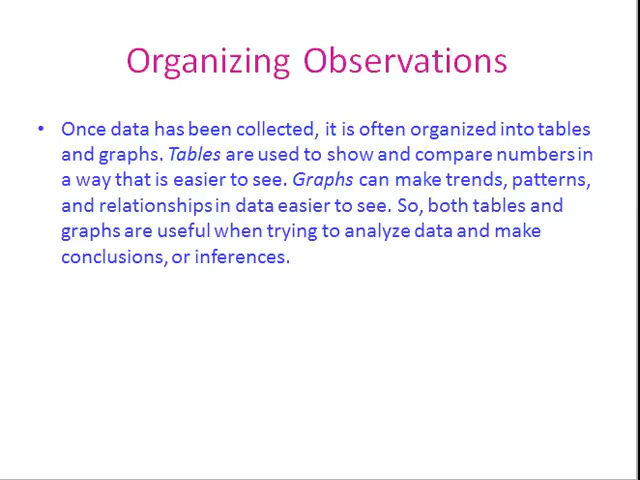 Organizing Observations
• Once data has been collected, it is often organized into tables
and graphs. Tables are used to show and compare numbers in
a way that is easier to see. Graphs can make trends, patterns,
and relationships in data easier to see. So, both tables and
graphs are useful when trying to analyze data and make
conclusions, or inferences.